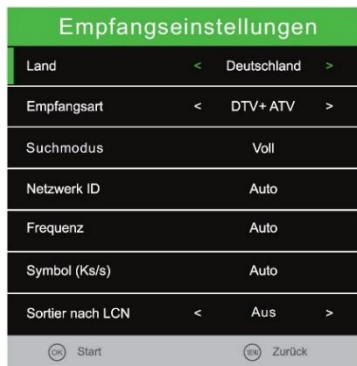 Empfangseinstellungen
Land < Deutschland >
Empfangsart < DTV+ ATV >
Suchmodus Voll
Netzwerk ID Auto
Frequenz Auto
Symbol (Ks/s) Auto
Sortier nach LCN < Aus >
OK Start MENU Zurück